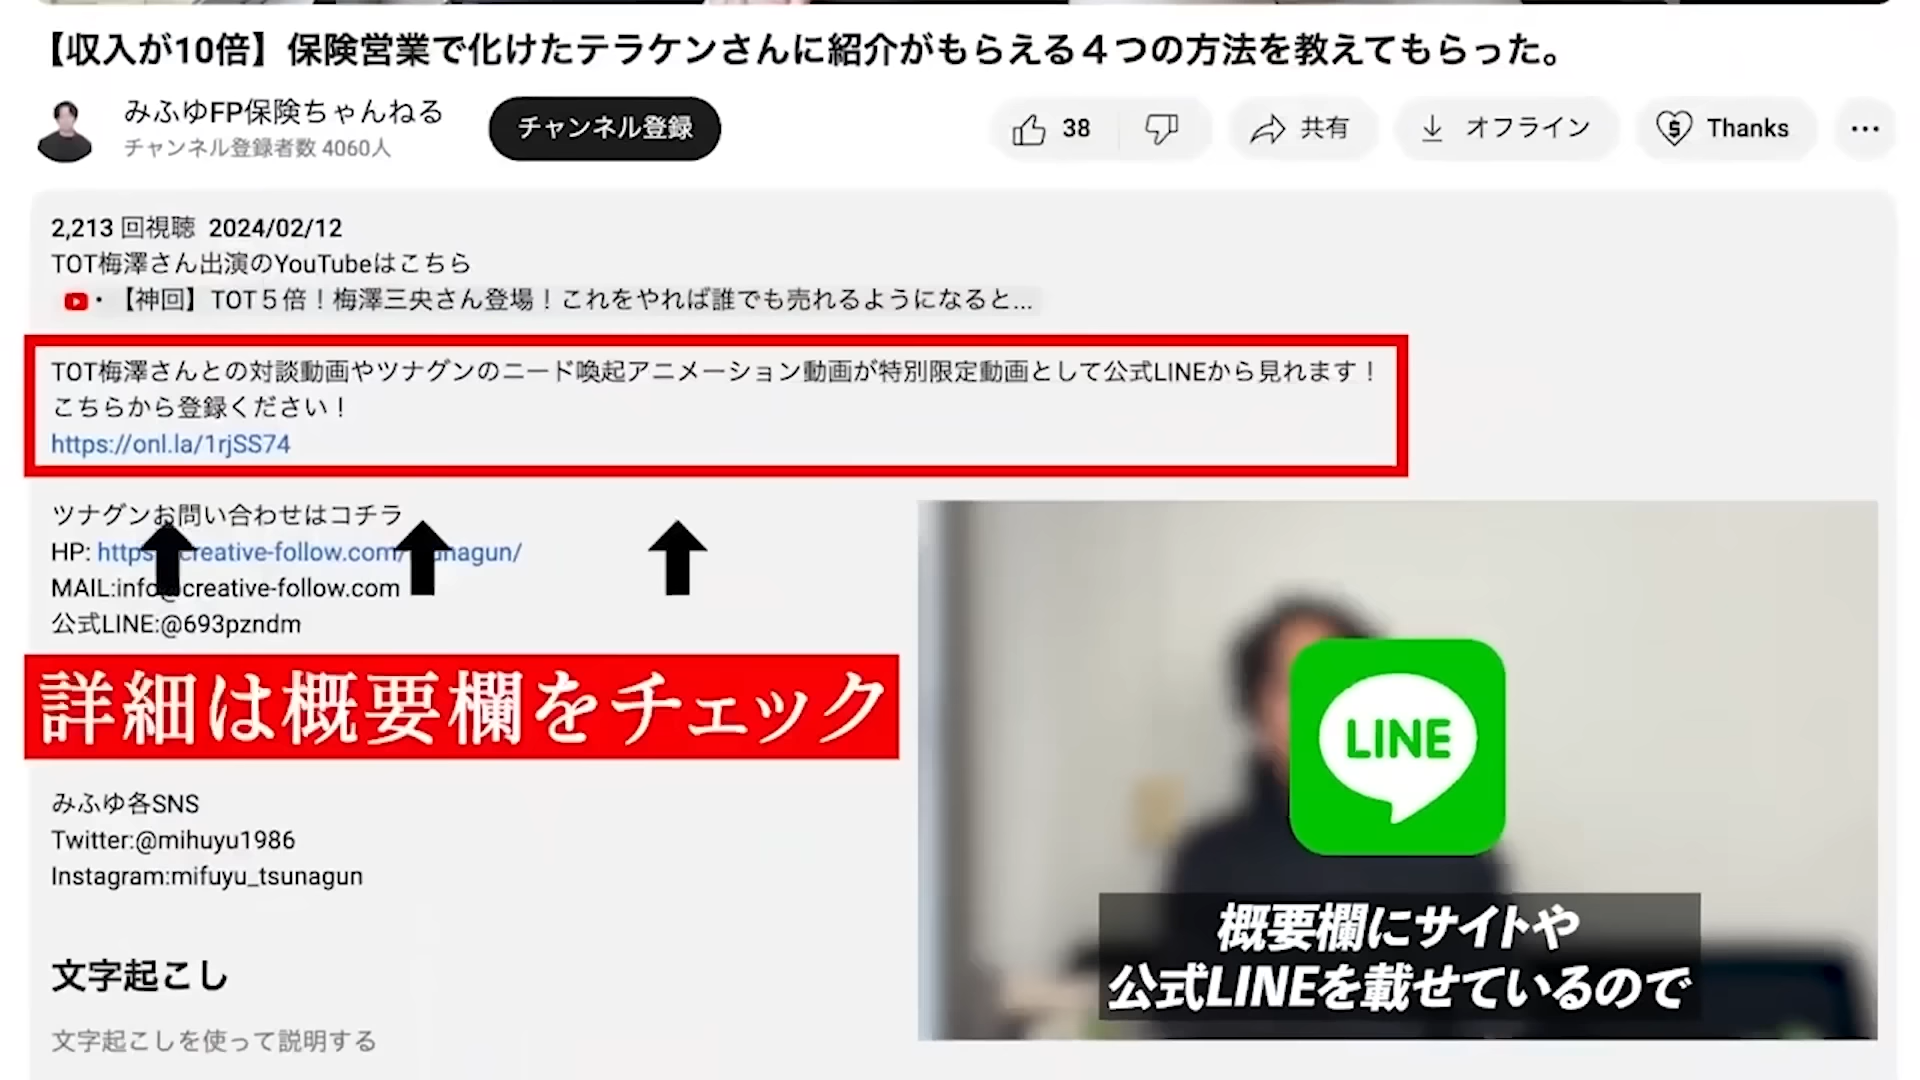 【収入が10倍】保険営業で化けたテラケンさんに紹介がもらえる４つの方法を教えてもらった。
みふゆFP保険ちゃんねる
チャンネル登録者数 4060人
チャンネル登録
38
共有
オフライン
Thanks
2,213 回視聴 2024/02/12
TOT梅澤さん出演のYouTubeはこちら
・【神回】TOT５倍！梅澤三央さん登場！これをやれば誰でも売れるようになると...
TOT梅澤さんとの対談動画やツナグンのニード喚起アニメーション動画が特別限定動画として公式LINEから見れます！
こちらから登録ください！
https://onl.la/1rjSS74
ツナグンお問い合わせはコチラ
HP: https://creative-follow.com/tsunagun/
MAIL:info@creative-follow.com
公式LINE:@693pzndm
詳細は概要欄をチェック
みふゆ各SNS
Twitter:@mihuyu1986
Instagram:mifuyu_tsunagun
文字起こし
文字起こしを使って説明する
LINE
概要欄にサイトや
公式LINEを載せているので